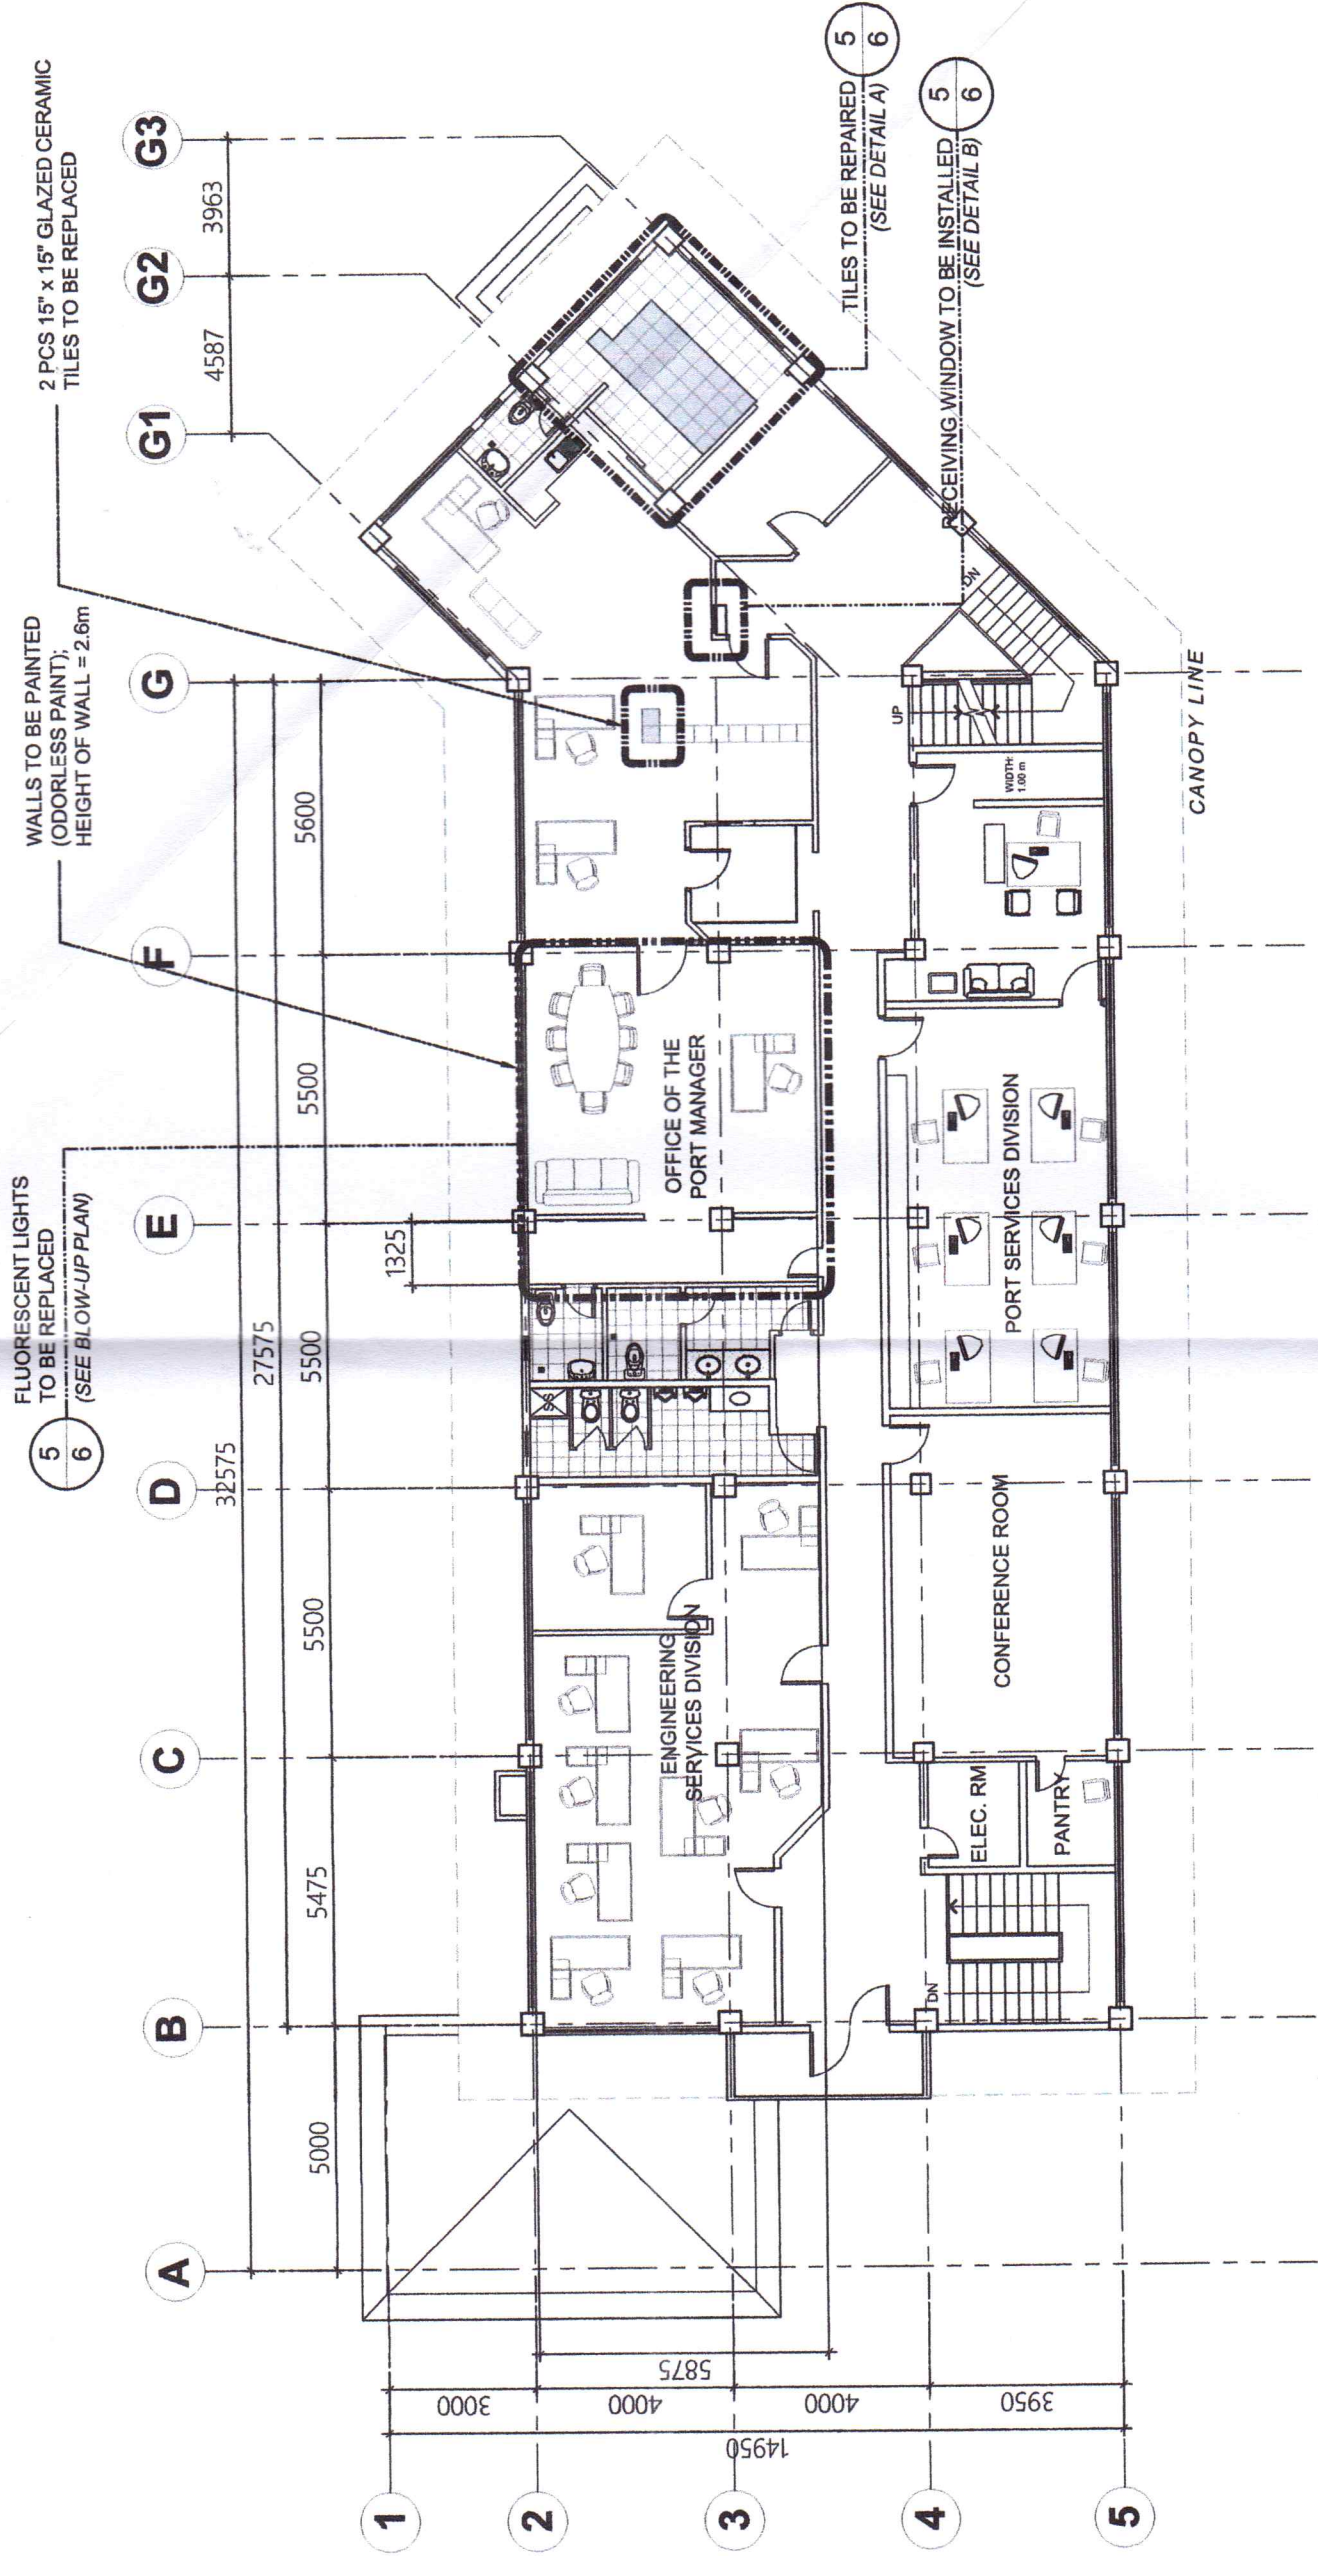 FLUORESCENT LIGHTS
TO BE REPLACED
(SEE BLOW-UP PLAN)
5
6
WALLS TO BE PAINTED
(ODORLESS PAINT);
HEIGHT OF WALL = 2.6m
2 PCS 15" x 15" GLAZED CERAMIC
TILES TO BE REPLACED
A
B
C
D
E
F
G
G1
G2
G3
32575
27575
5000
5475
5500
5500
5500
5600
4587
3963
1325
1
2
3
4
5
3000
4000
4000
3950
14950
5875
ENGINEERING
SERVICES DIVISION
SS
OFFICE OF THE
PORT MANAGER
DN
ELEC. RM
PANTRY
CONFERENCE ROOM
PORT SERVICES DIVISION
WIDTH:
1.00 m
UP
DN
CANOPY LINE
TILES TO BE REPAIRED
(SEE DETAIL A)
5
6
RECEIVING WINDOW TO BE INSTALLED
(SEE DETAIL B)
5
6